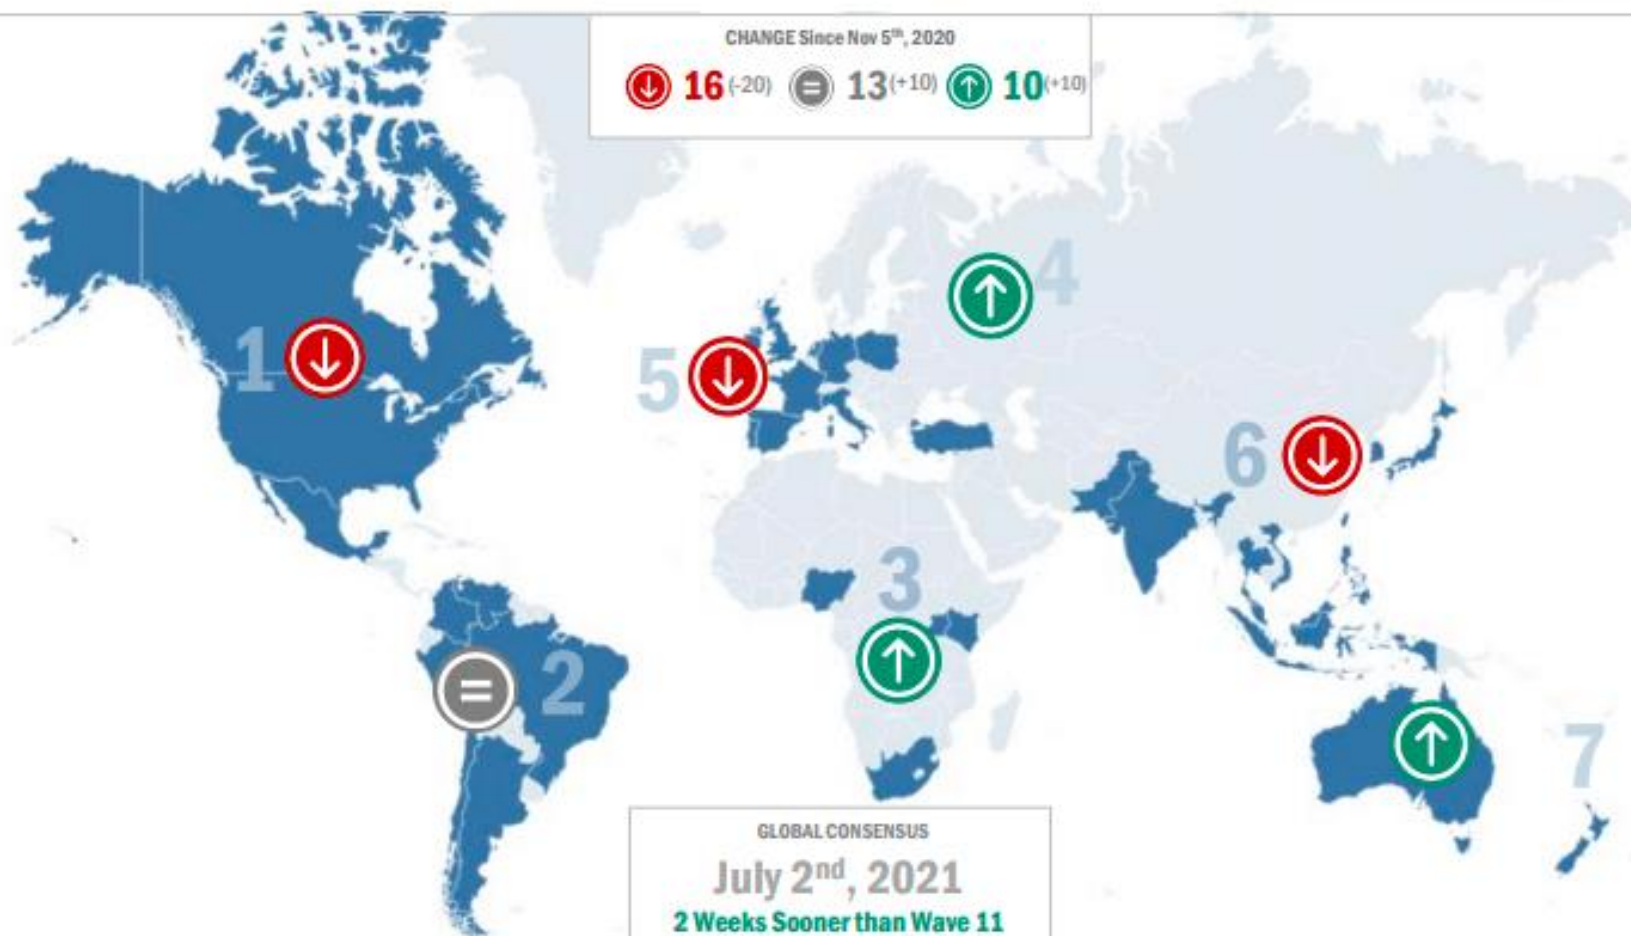 CHANGE Since Nov 5th, 2020
16 (-20) = 13 (+10) 10 (+10)
4
1
5
6
3
2
7
GLOBAL CONSENSUS
July 2nd, 2021
2 Weeks Sooner than Wave 11